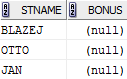 STNAME BONUS
BLAZEJ (null)
OTTO (null)
JAN (null)